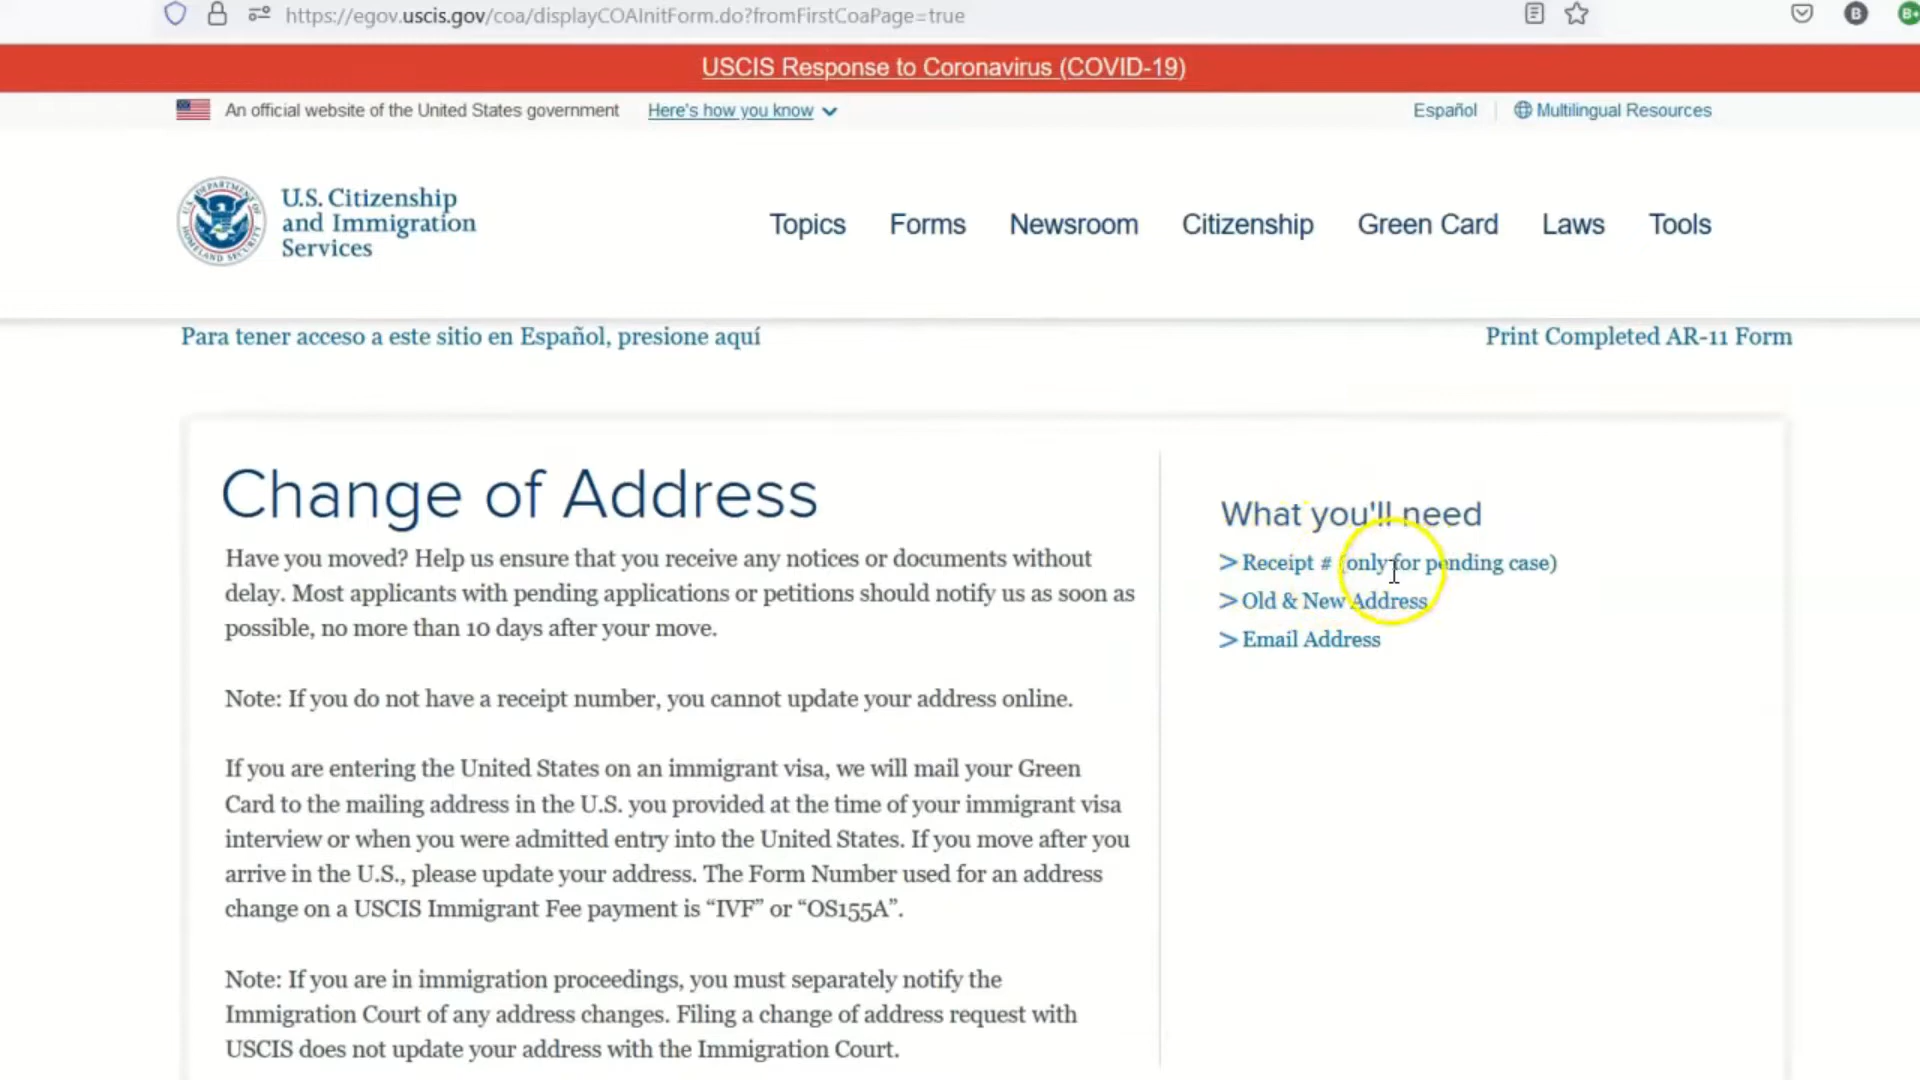 https://egov.uscis.gov/coa/displayCOAInitForm.do?fromFirstCoaPage=true
B
B+
USCIS Response to Coronavirus (COVID-19)
An official website of the United States government Here's how you know
Español Multilingual Resources
U.S. Citizenship
and Immigration
Services
Topics Forms Newsroom Citizenship Green Card Laws Tools
Para tener acceso a este sitio en Español, presione aquí
Print Completed AR-11 Form
Change of Address
Have you moved? Help us ensure that you receive any notices or documents without
delay. Most applicants with pending applications or petitions should notify us as soon as
possible, no more than 10 days after your move.
Note: If you do not have a receipt number, you cannot update your address online.
If you are entering the United States on an immigrant visa, we will mail your Green
Card to the mailing address in the U.S. you provided at the time of your immigrant visa
interview or when you were admitted entry into the United States. If you move after you
arrive in the U.S., please update your address. The Form Number used for an address
change on a USCIS Immigrant Fee payment is “IVF” or “OS155A”.
Note: If you are in immigration proceedings, you must separately notify the
Immigration Court of any address changes. Filing a change of address request with
USCIS does not update your address with the Immigration Court.
What you'll need
> Receipt # (only for pending case)
> Old & New Address
> Email Address